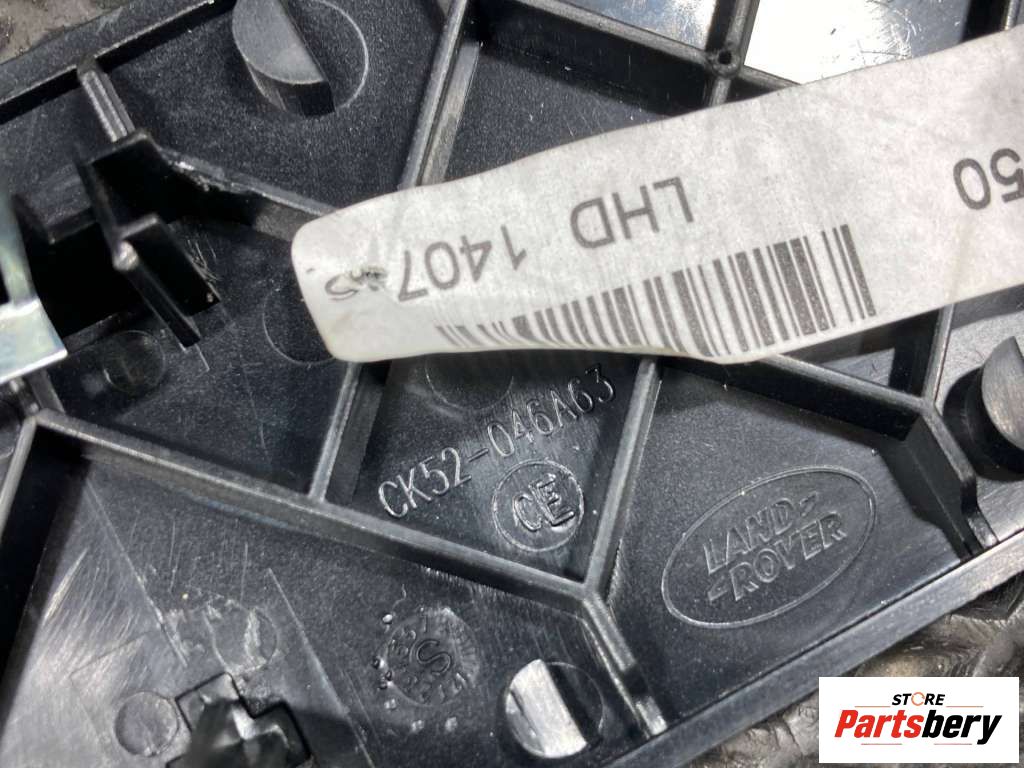 50
LHD 1407
CK52-046A63
CE
LAND-
-ROVER
S
STORE
Partsbery